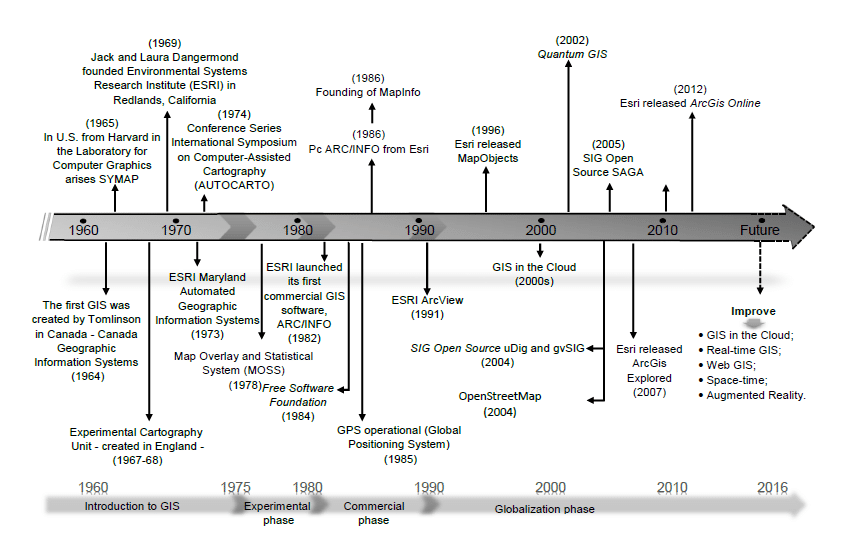 (1969)
Jack and Laura Dangermond
founded Environmental Systems
Research Institute (ESRI) in
Redlands, California
(1965)
In U.S. from Harvard in
the Laboratory for
Computer Graphics
arises SYMAP
(1974)
Conference Series
International Symposium
on Computer-Assisted
Cartography
(AUTOCARTO)
(1986)
Founding of MapInfo
(1986)
Pc ARC/INFO from Esri
(1996)
Esri released
MapObjects
(2002)
Quantum GIS
(2005)
SIG Open
Source SAGA
(2012)
Esri released ArcGis Online
1960 1970 1980 1990 2000 2010 Future
The first GIS was
created by Tomlinson
in Canada - Canada
Geographic
Information Systems
(1964)
Experimental Cartography
Unit - created in England -
(1967-68)
ESRI Maryland
Automated
Geographic
Information Systems
(1973)
Map Overlay and Statistical
System (MOSS)
(1978)
ESRI launched
its first
commercial GIS
software,
ARC/INFO
(1982)
Free Software
Foundation
(1984)
GPS operational (Global
Positioning System)
(1985)
ESRI ArcView
(1991)
GIS in the Cloud
(2000s)
SIG Open Source uDig and gvSIG
(2004)
OpenStreetMap
(2004)
Esri released
ArcGis
Explored
(2007)
Improve
• GIS in the Cloud;
• Real-time GIS;
• Web GIS;
• Space-time;
• Augmented Reality.
1960 1975 1980 1990 2000 2010 2016
Introduction to GIS
Experimental
phase
Commercial
phase
Globalization phase